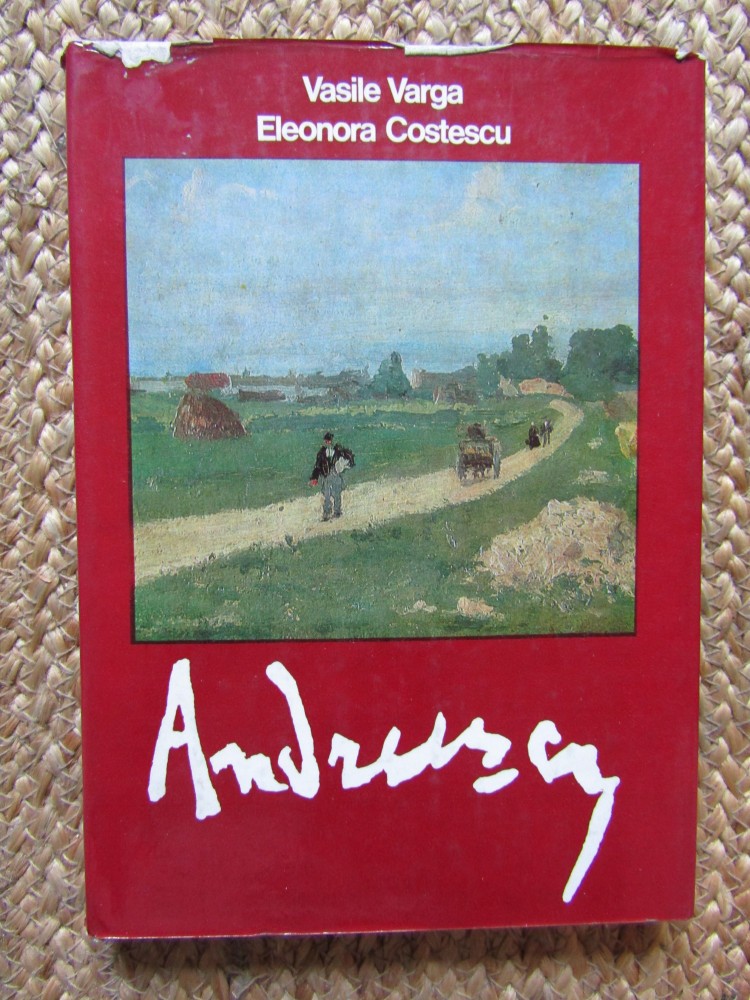 Vasile Varga
Eleonora Costescu
Andreescu